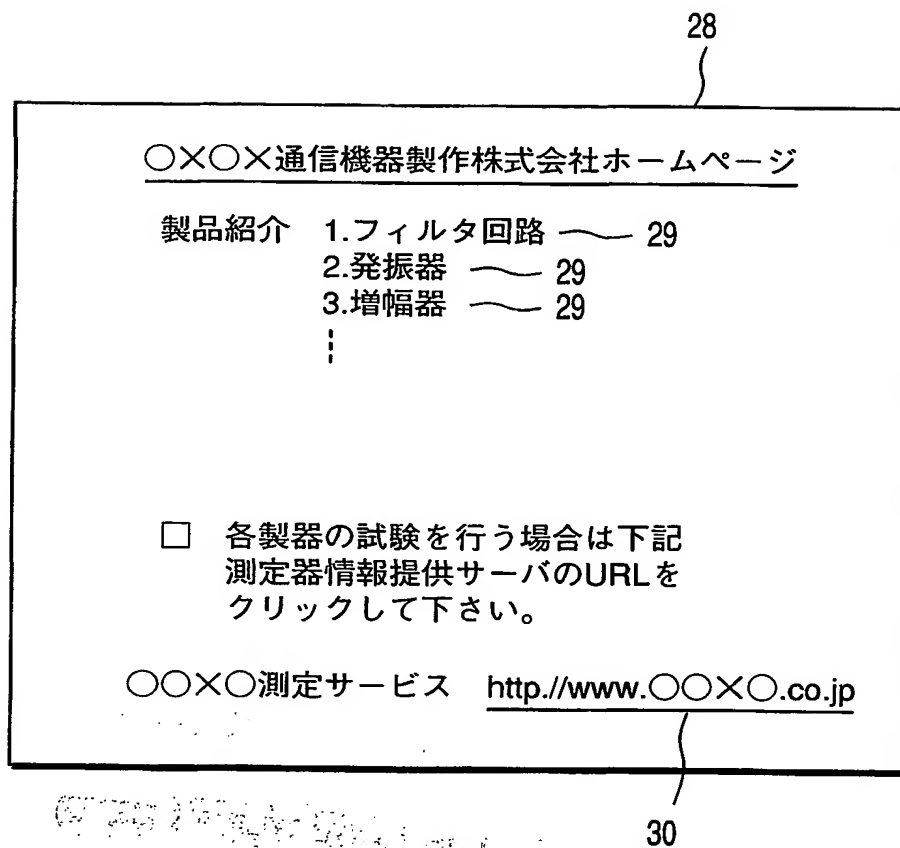 28
○×○×通信機器製作株式会社ホームページ
製品紹介 1.フィルタ回路 29
2.発振器 29
3.増幅器 29
□ 各製器の試験を行う場合は下記
測定器情報提供サーバのURLを
クリックして下さい。
○○×○測定サービス http.//www.○○×○.co.jp
30